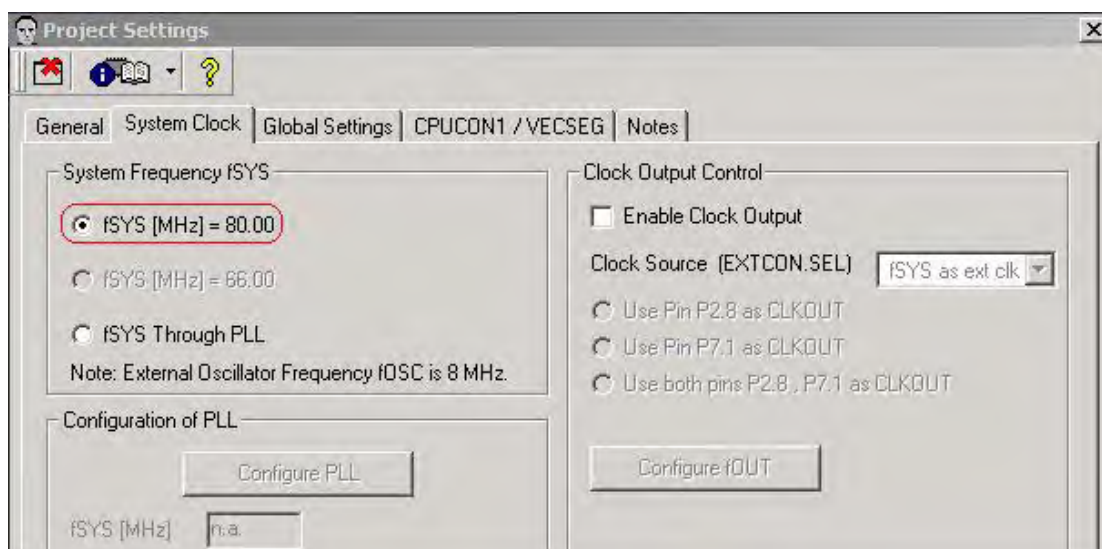 Project Settings
General System Clock Global Settings CPUCON1 / VECSEG Notes
System Frequency fSYS
fSYS [MHz] = 80.00
fSYS [MHz] = 66.00
fSYS Through PLL
Note: External Oscillator Frequency fOSC is 8 MHz.
Configuration of PLL
Configure PLL
fSYS [MHz] n.a.
Clock Output Control
Enable Clock Output
Clock Source (EXTCON.SEL) fSYS as ext clk
Use Pin P2.8 as CLKOUT
Use Pin P7.1 as CLKOUT
Use both pins P2.8 , P7.1 as CLKOUT
Configure fOUT